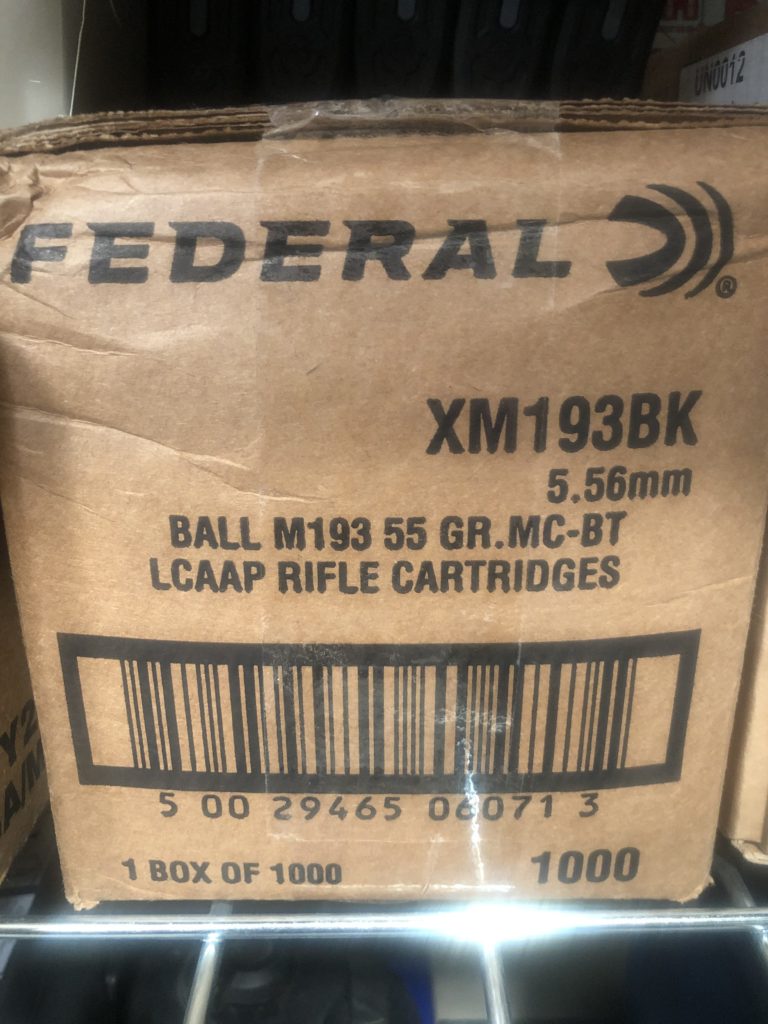 UN0012
FEDERAL
®
XM193BK
5.56mm
BALL M193 55 GR.MC-BT
LCAAP RIFLE CARTRIDGES
5 00 29465 06071 3
1 BOX OF 1000
1000